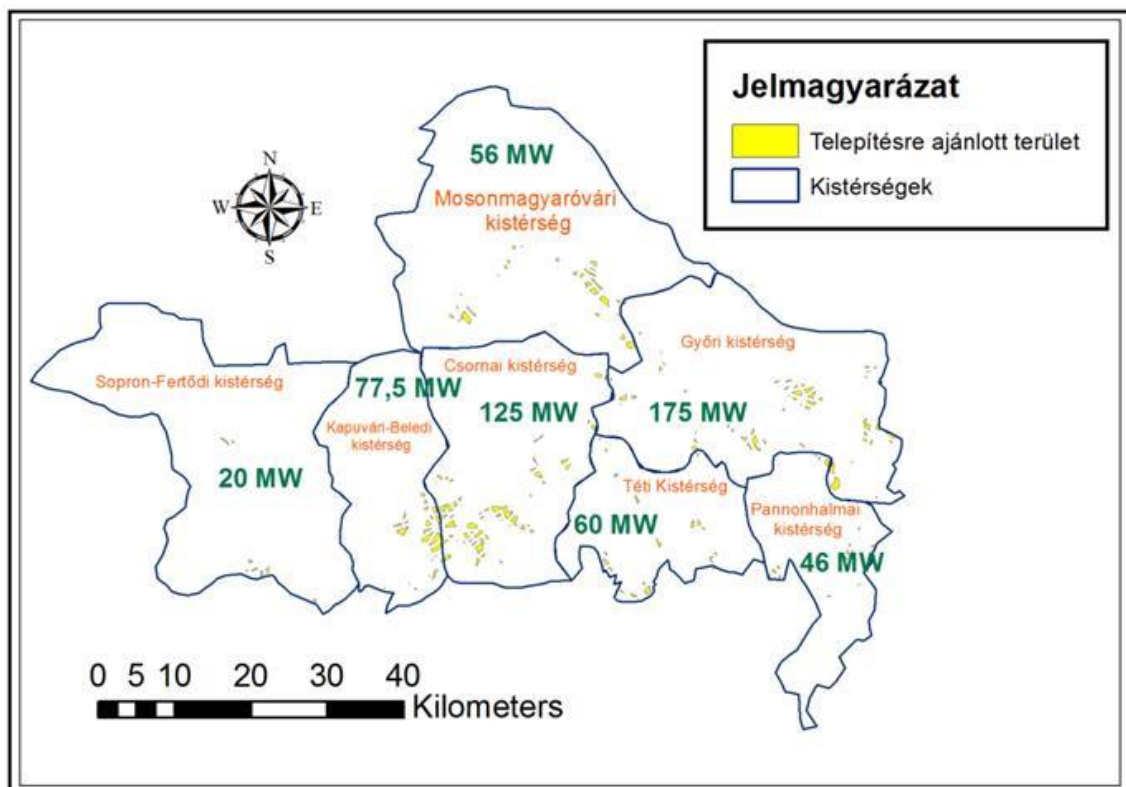 Jelmagyarázat
Telepítésre ajánlott terület
Kistérségek
N
W
E
S
56 MW
Mosonmagyaróvári
kistérség
Győri kistérség
175 MW
Csornai kistérség
125 MW
Sopron-Fertődi kistérség
20 MW
77,5 MW
Kapuvári-Beledi
kistérség
Téti Kistérség
60 MW
Pannonhalmai
kistérség
46 MW
0 5 10 20 30 40
Kilometers